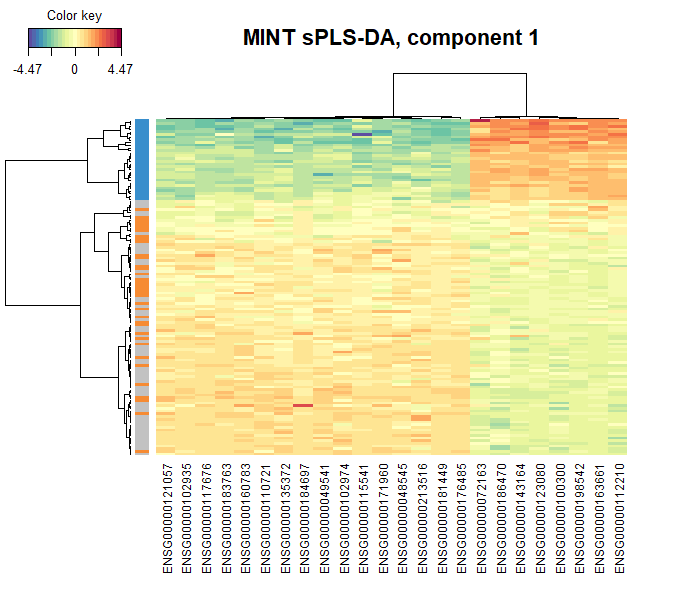 Color key
-4.47 0 4.47
MINT sPLS-DA, component 1
ENSG00000121057
ENSG00000102935
ENSG00000117676
ENSG00000183763
ENSG00000160783
ENSG00000110721
ENSG00000135372
ENSG00000184697
ENSG00000049541
ENSG00000102974
ENSG00000115541
ENSG00000171960
ENSG00000048545
ENSG00000213516
ENSG00000181449
ENSG00000176485
ENSG00000072163
ENSG00000186470
ENSG00000143164
ENSG00000123080
ENSG00000100300
ENSG00000198542
ENSG00000163661
ENSG00000112210